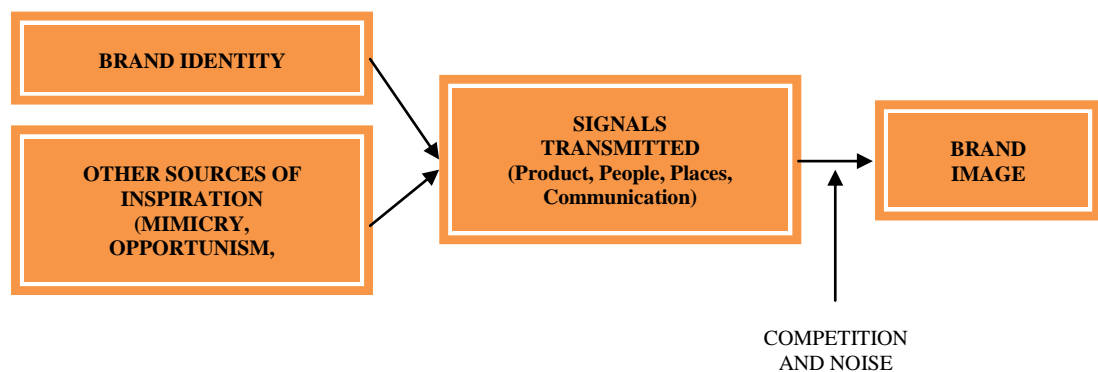 BRAND IDENTITY
OTHER SOURCES OF
INSPIRATION
(MIMICRY,
OPPORTUNISM,
SIGNALS
TRANSMITTED
(Product, People, Places,
Communication)
BRAND
IMAGE
COMPETITION
AND NOISE